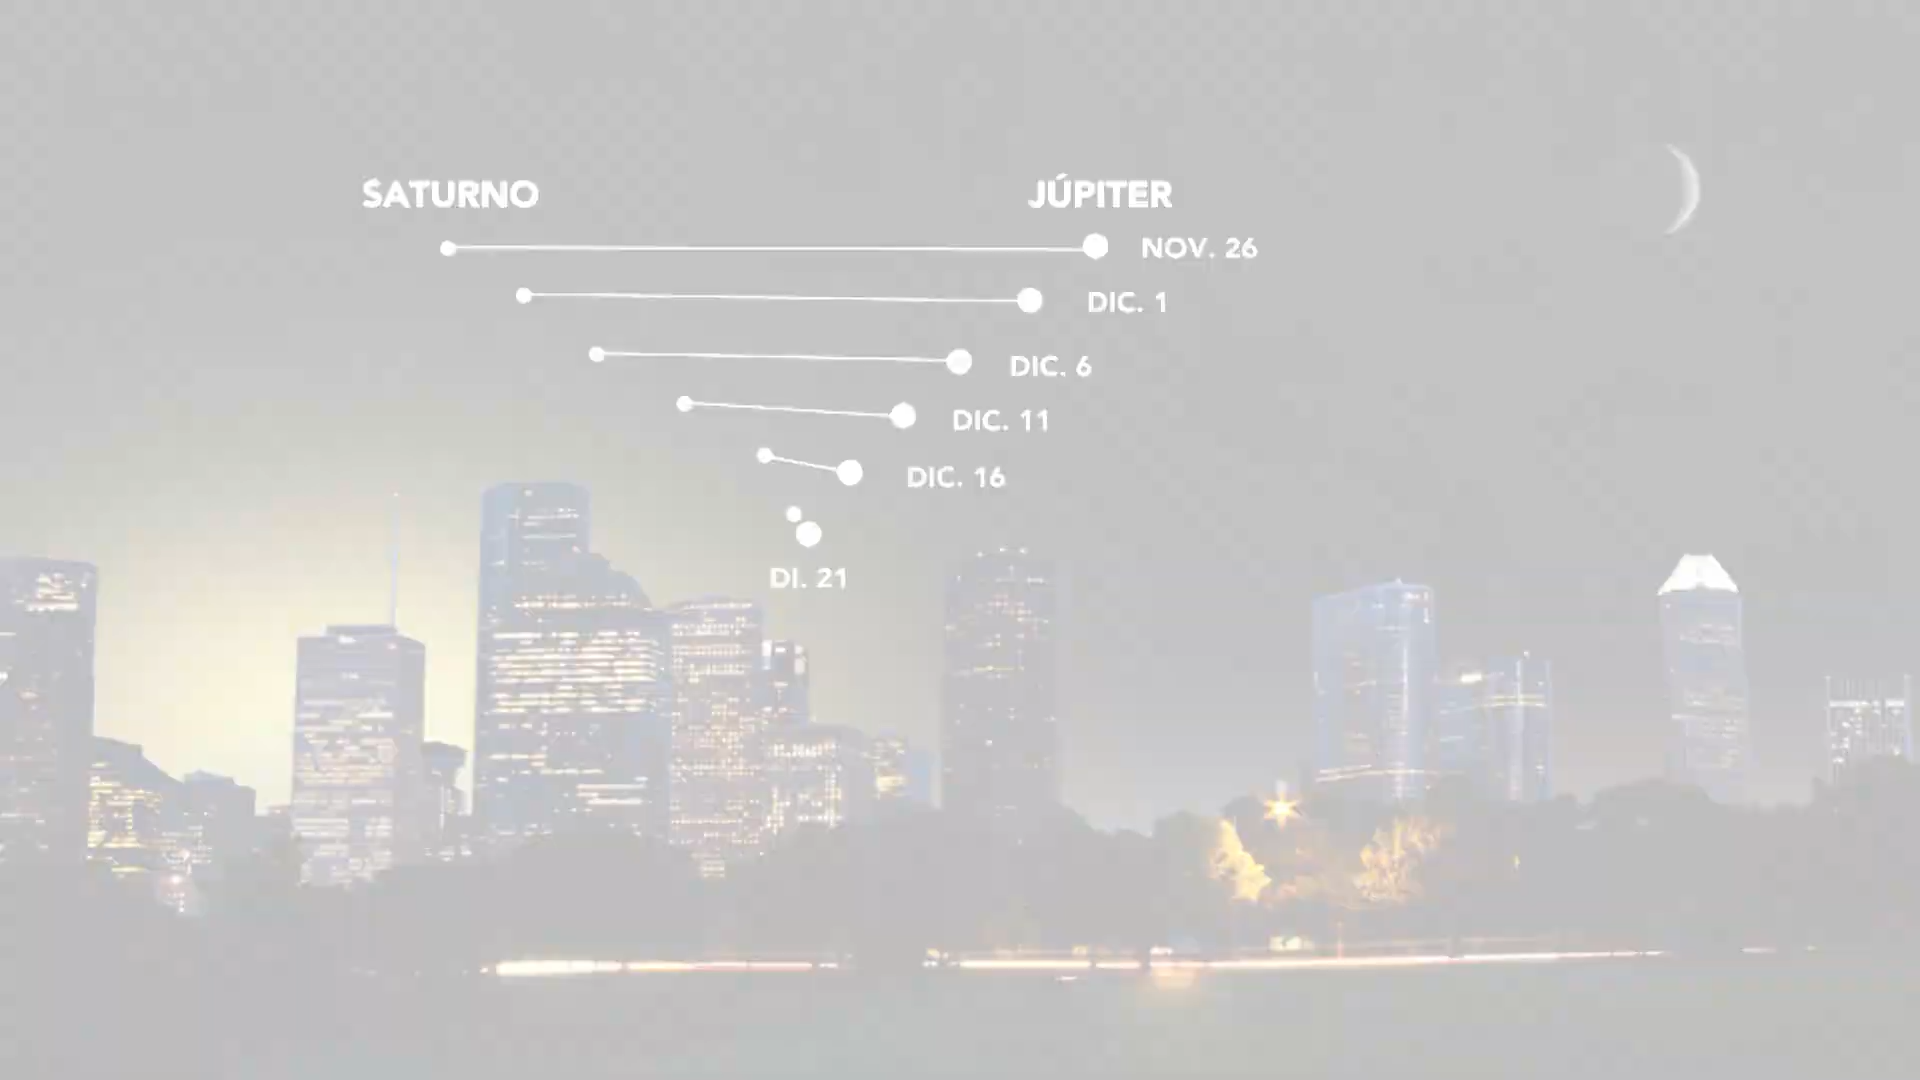 SATURNO
JÚPITER
NOV. 26
DIC. 1
DIC. 6
DIC. 11
DIC. 16
DI. 21